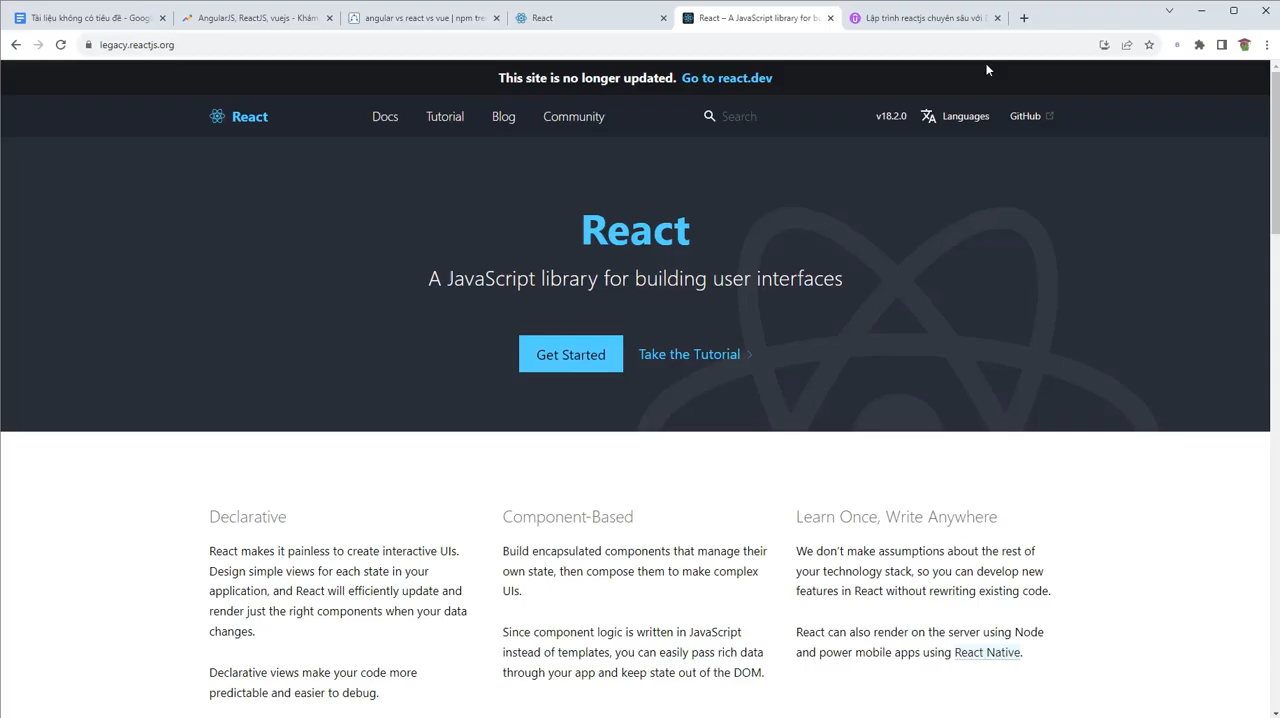 Tài liệu không có tiêu đề - Googl
AngularJS, ReactJS, vuejs - Khám
angular vs react vs vue | npm tre
React
React – A JavaScript library for bu
Lập trình reactjs chuyên sâu với
legacy.reactjs.org
This site is no longer updated. Go to react.dev
React
Docs
Tutorial
Blog
Community
Search
v18.2.0
Languages
GitHub
React
A JavaScript library for building user interfaces
Get Started
Take the Tutorial
Declarative
React makes it painless to create interactive UIs.
Design simple views for each state in your
application, and React will efficiently update and
render just the right components when your data
changes.
Declarative views make your code more
predictable and easier to debug.
Component-Based
Build encapsulated components that manage their
own state, then compose them to make complex
UIs.
Since component logic is written in JavaScript
instead of templates, you can easily pass rich data
through your app and keep state out of the DOM.
Learn Once, Write Anywhere
We don’t make assumptions about the rest of
your technology stack, so you can develop new
features in React without rewriting existing code.
React can also render on the server using Node
and power mobile apps using React Native.